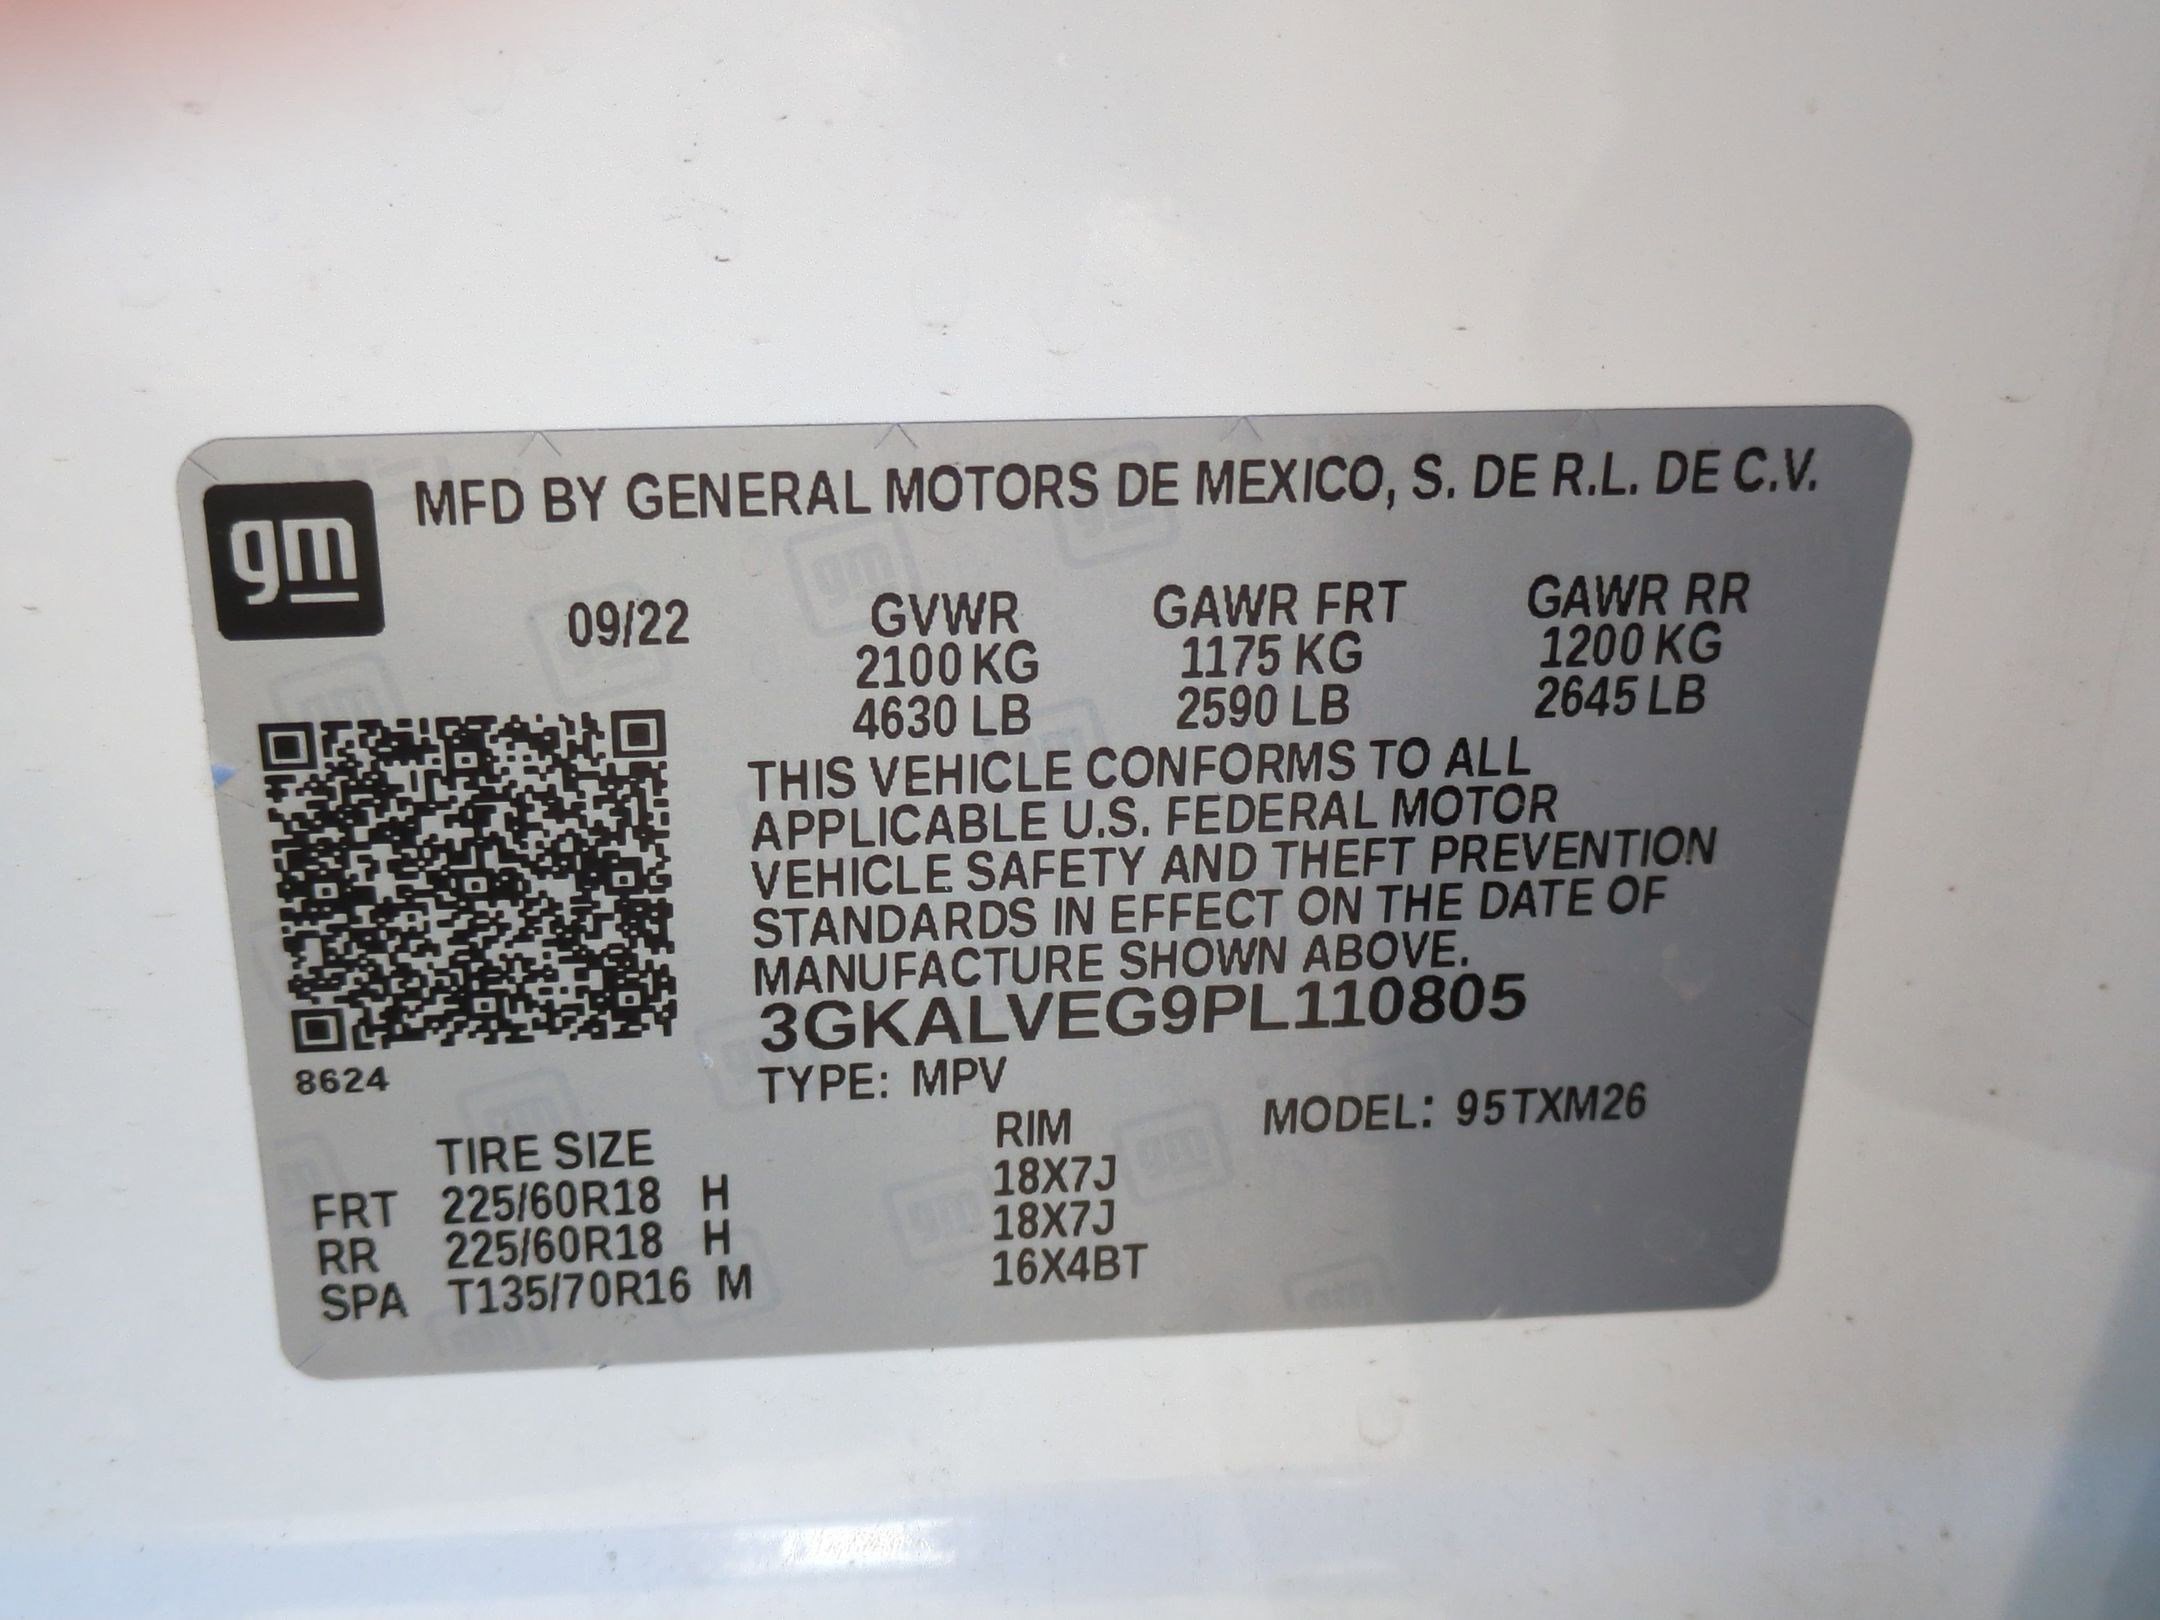 gm
MFD BY GENERAL MOTORS DE MEXICO, S. DE R.L. DE C.V.
09/22 GVWR GAWR FRT GAWR RR
2100 KG 1175 KG 1200 KG
4630 LB 2590 LB 2645 LB
THIS VEHICLE CONFORMS TO ALL
APPLICABLE U.S. FEDERAL MOTOR
VEHICLE SAFETY AND THEFT PREVENTION
STANDARDS IN EFFECT ON THE DATE OF
MANUFACTURE SHOWN ABOVE.
3GKALVEG9PL110805
8624
TYPE: MPV
MODEL: 95TXM26
TIRE SIZE RIM
FRT 225/60R18 H 18X7J
RR 225/60R18 H 18X7J
SPA T135/70R16 M 16X4BT